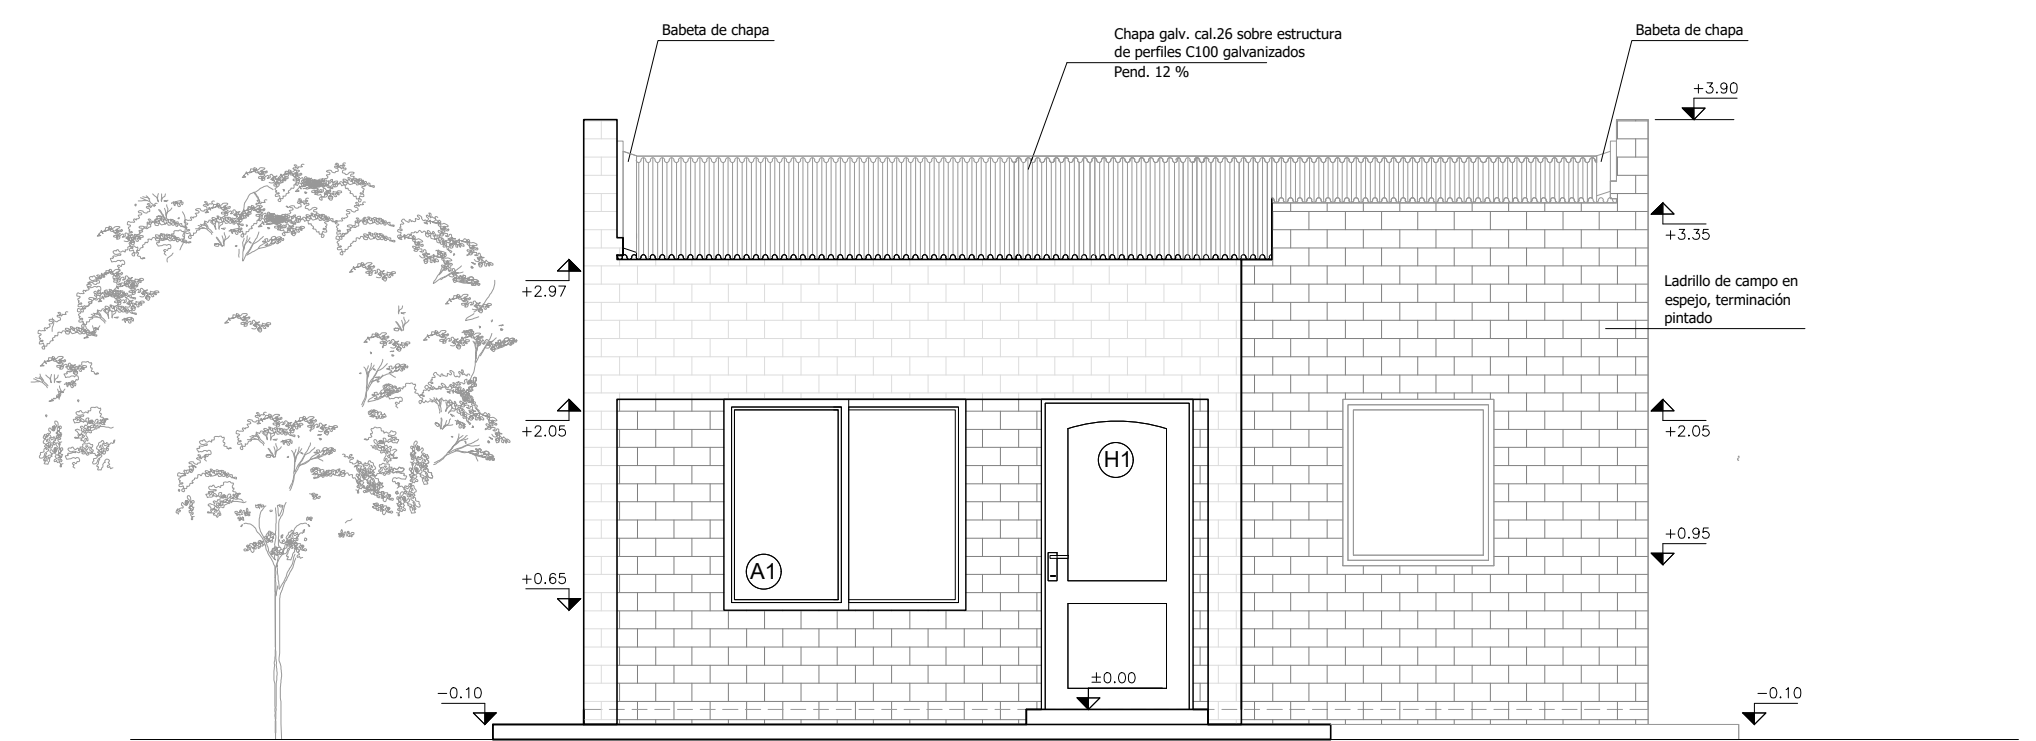 Babeta de chapa
Chapa galv. cal.26 sobre estructura
de perfiles C100 galvanizados
Pend. 12 %
Babeta de chapa
+3.90
+3.35
+2.97
Ladrillo de campo en
espejo, terminación
pintado
+2.05
+2.05
H1
+0.95
A1
+0.65
±0.00
−0.10
−0.10